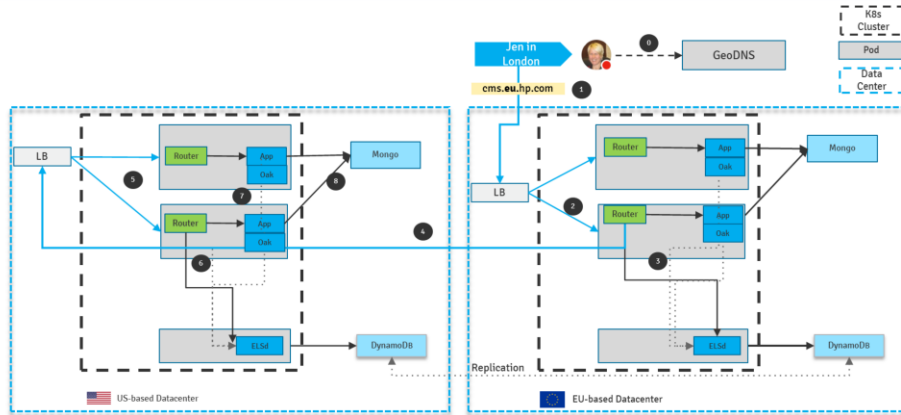 K8s
Cluster
Pod
Data
Center
Jen in
London
0
GeoDNS
cms.eu.hp.com
1
LB
Router
App
Oak
Mongo
5
7
8
Router
App
Oak
6
4
ELSd
DynamoDB
US-based Datacenter
LB
Router
App
Oak
Mongo
2
Router
App
Oak
3
ELSd
DynamoDB
Replication
EU-based Datacenter